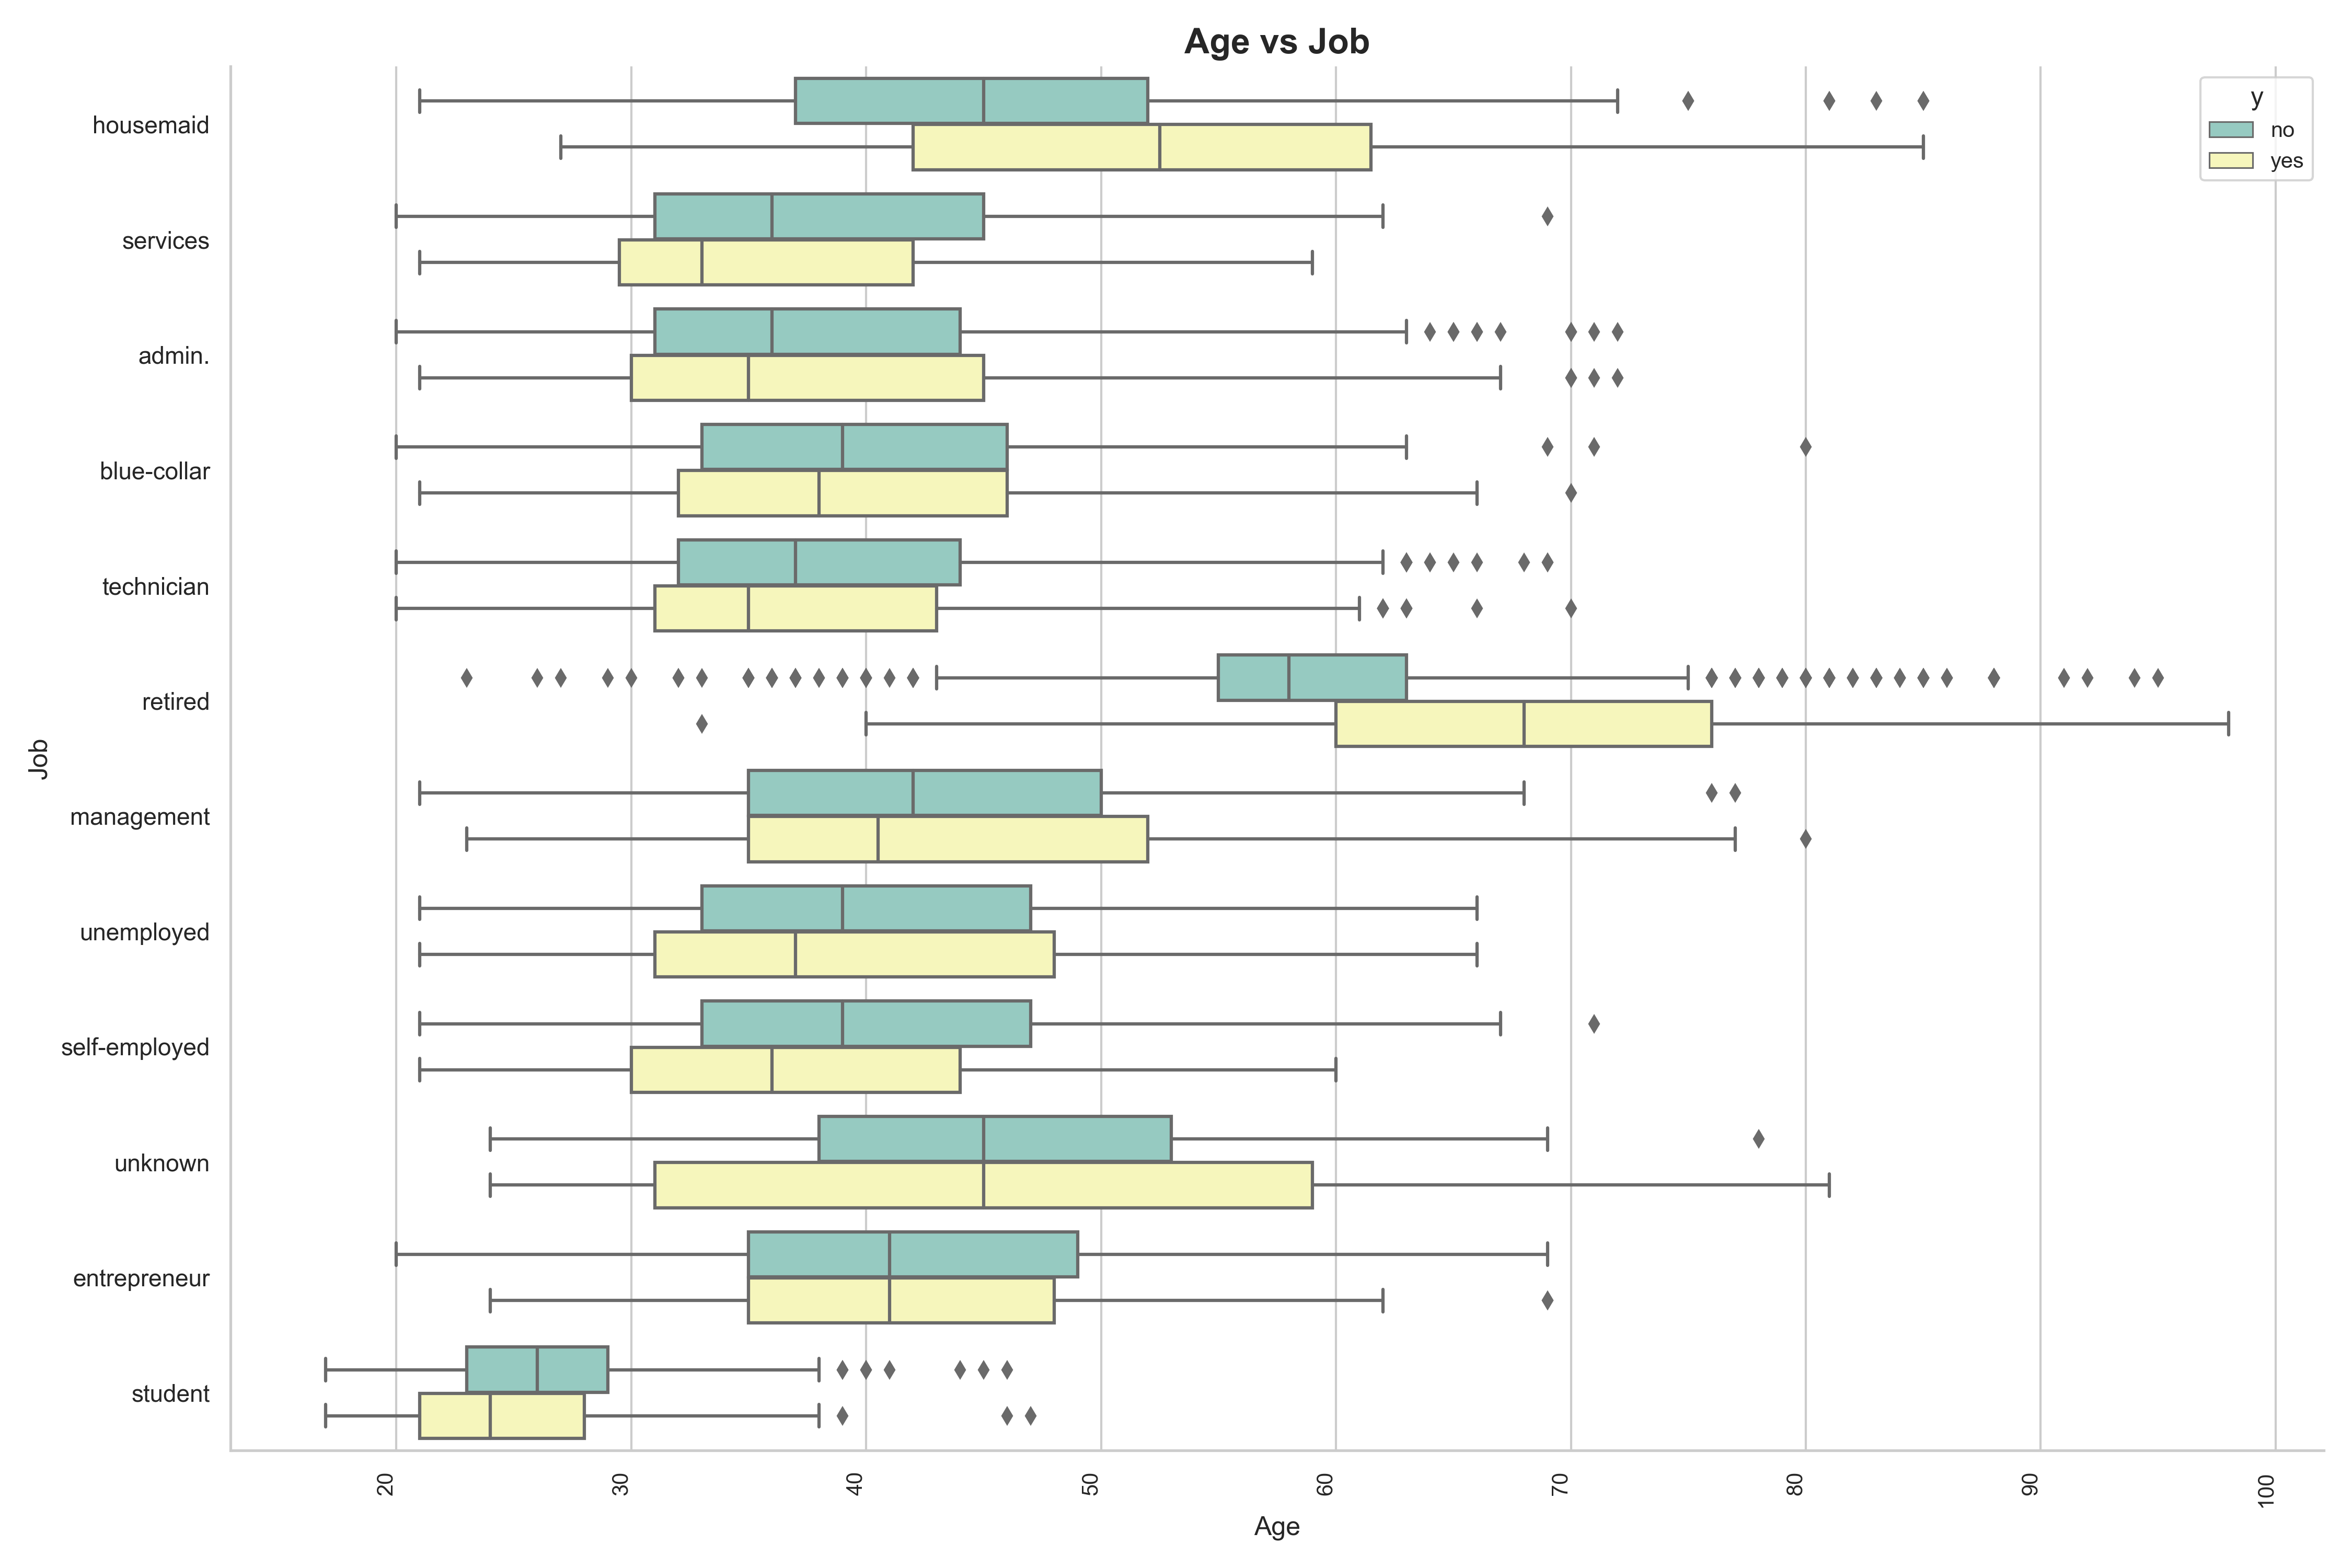 Age vs Job
y
no
yes
housemaid
services
admin.
blue-collar
technician
retired
management
unemployed
self-employed
unknown
entrepreneur
student
Job
20
30
40
50
60
70
80
90
100
Age